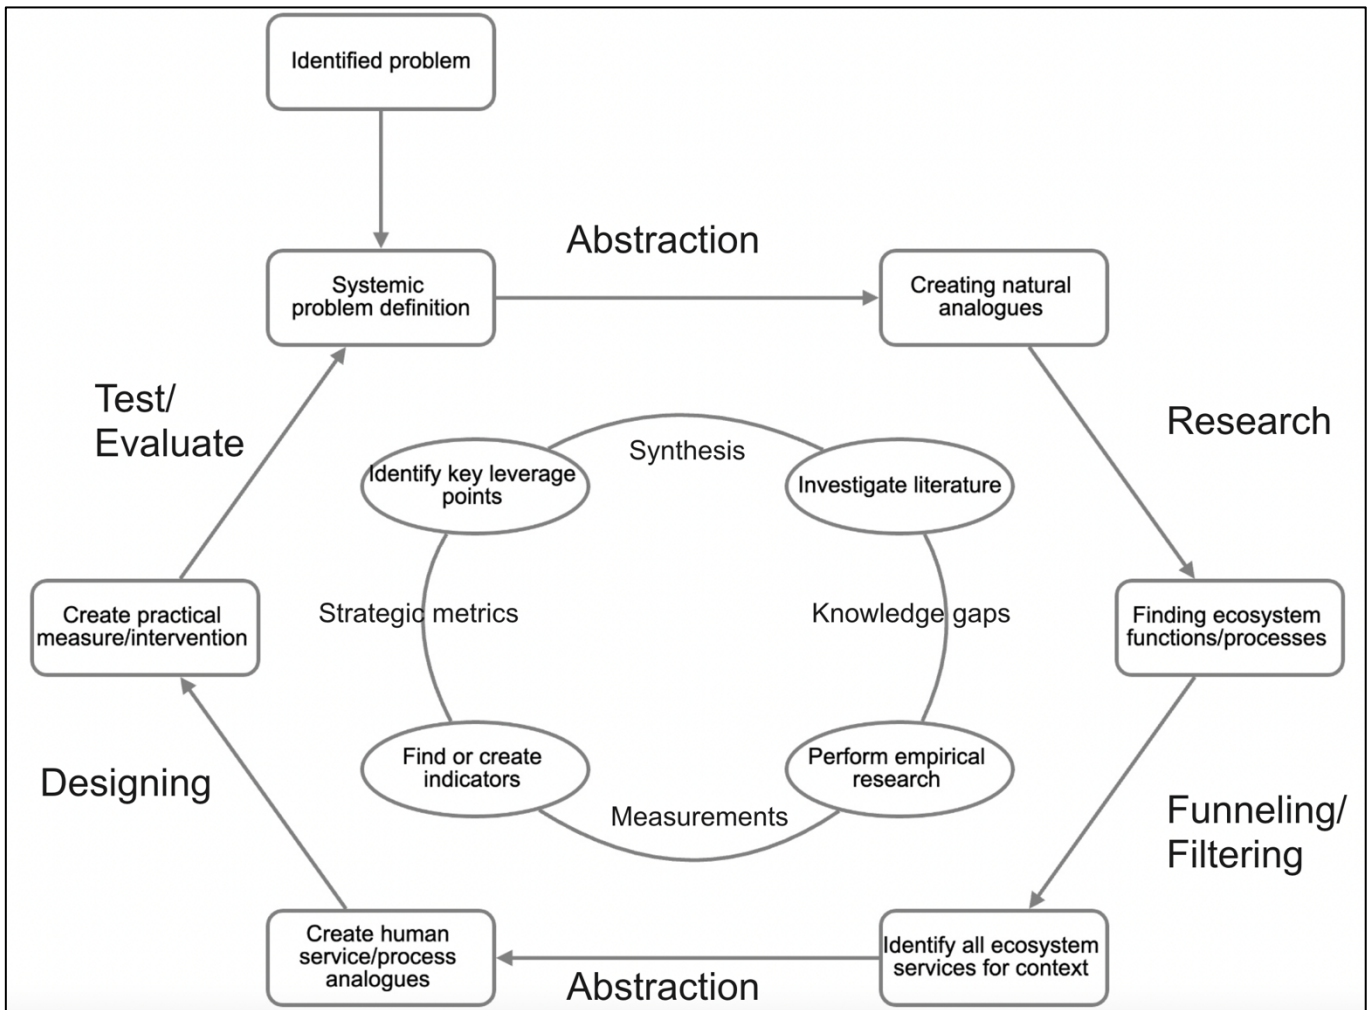 Identified problem
Abstraction
Systemic
problem definition
Creating natural
analogues
Test/
Evaluate
Research
Synthesis
Identify key leverage
points
Investigate literature
Strategic metrics
Knowledge gaps
Create practical
measure/intervention
Finding ecosystem
functions/processes
Find or create
indicators
Perform empirical
research
Measurements
Designing
Funneling/
Filtering
Create human
service/process
analogues
Identify all ecosystem
services for context
Abstraction